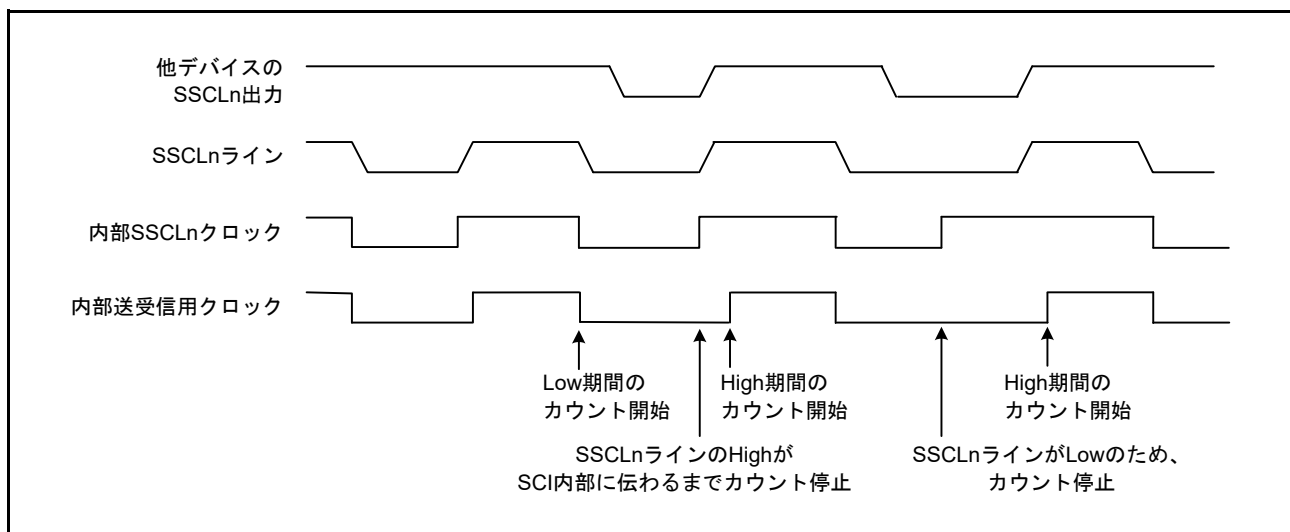 他デバイスの
SSCLn出力
SSCLnライン
内部SSCLnクロック
内部送受信用クロック
Low期間の
カウント開始
High期間の
カウント開始
High期間の
カウント開始
SSCLnラインのHighが
SCI内部に伝わるまでカウント停止
SSCLnラインがLowのため、
カウント停止